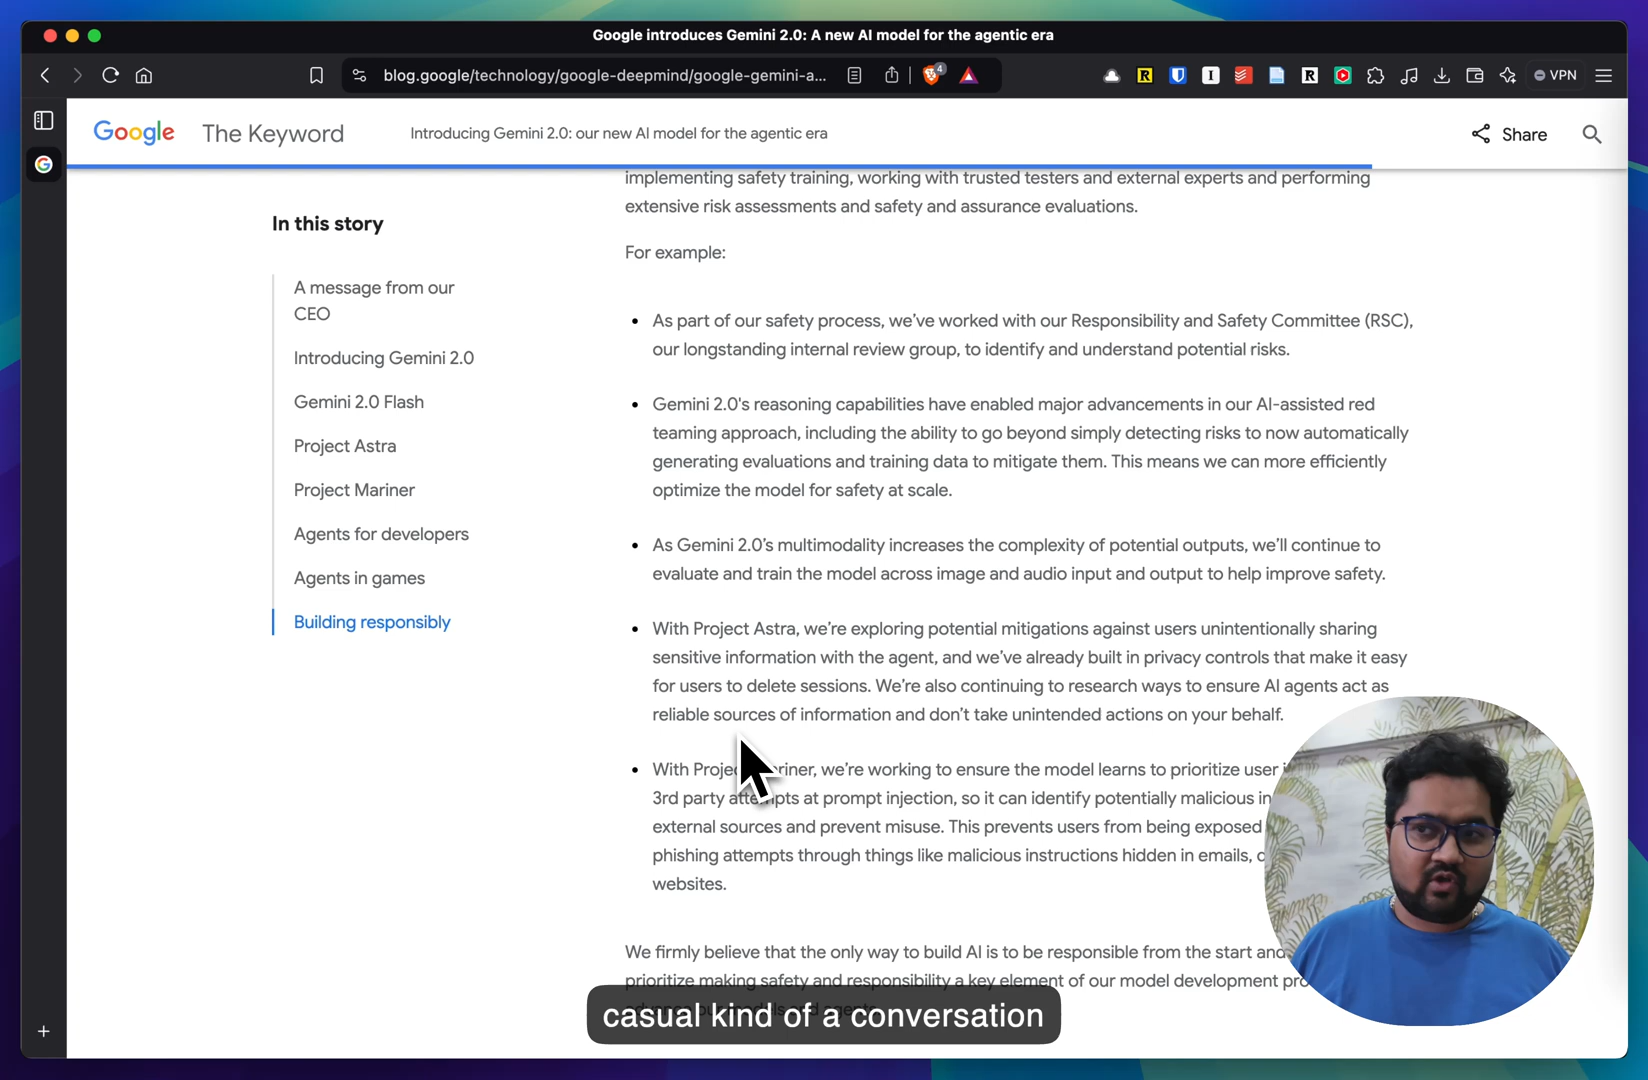 Google introduces Gemini 2.0: A new AI model for the agentic era
blog.google/technology/google-deepmind/google-gemini-a...
4
VPN
Google The Keyword
Introducing Gemini 2.0: our new AI model for the agentic era
Share
In this story
A message from our
CEO
Introducing Gemini 2.0
Gemini 2.0 Flash
Project Astra
Project Mariner
Agents for developers
Agents in games
Building responsibly
implementing safety training, working with trusted testers and external experts and performing
extensive risk assessments and safety and assurance evaluations.
For example:
• As part of our safety process, we’ve worked with our Responsibility and Safety Committee (RSC),
our longstanding internal review group, to identify and understand potential risks.
• Gemini 2.0's reasoning capabilities have enabled major advancements in our AI-assisted red
teaming approach, including the ability to go beyond simply detecting risks to now automatically
generating evaluations and training data to mitigate them. This means we can more efficiently
optimize the model for safety at scale.
• As Gemini 2.0’s multimodality increases the complexity of potential outputs, we’ll continue to
evaluate and train the model across image and audio input and output to help improve safety.
• With Project Astra, we’re exploring potential mitigations against users unintentionally sharing
sensitive information with the agent, and we’ve already built in privacy controls that make it easy
for users to delete sessions. We’re also continuing to research ways to ensure AI agents act as
reliable sources of information and don’t take unintended actions on your behalf.
• With we’re working to ensure the model learns to prioritize user
3rd party at prompt injection, so it can identify potentially malicious
external sources and prevent misuse. This prevents users from being exposed
phishing attempts through things like malicious instructions hidden in emails,
websites.
We firmly believe that the only way to build AI is to be responsible from the start and
prioritize making safety and responsibility a key element of our model development
casual kind of a conversation